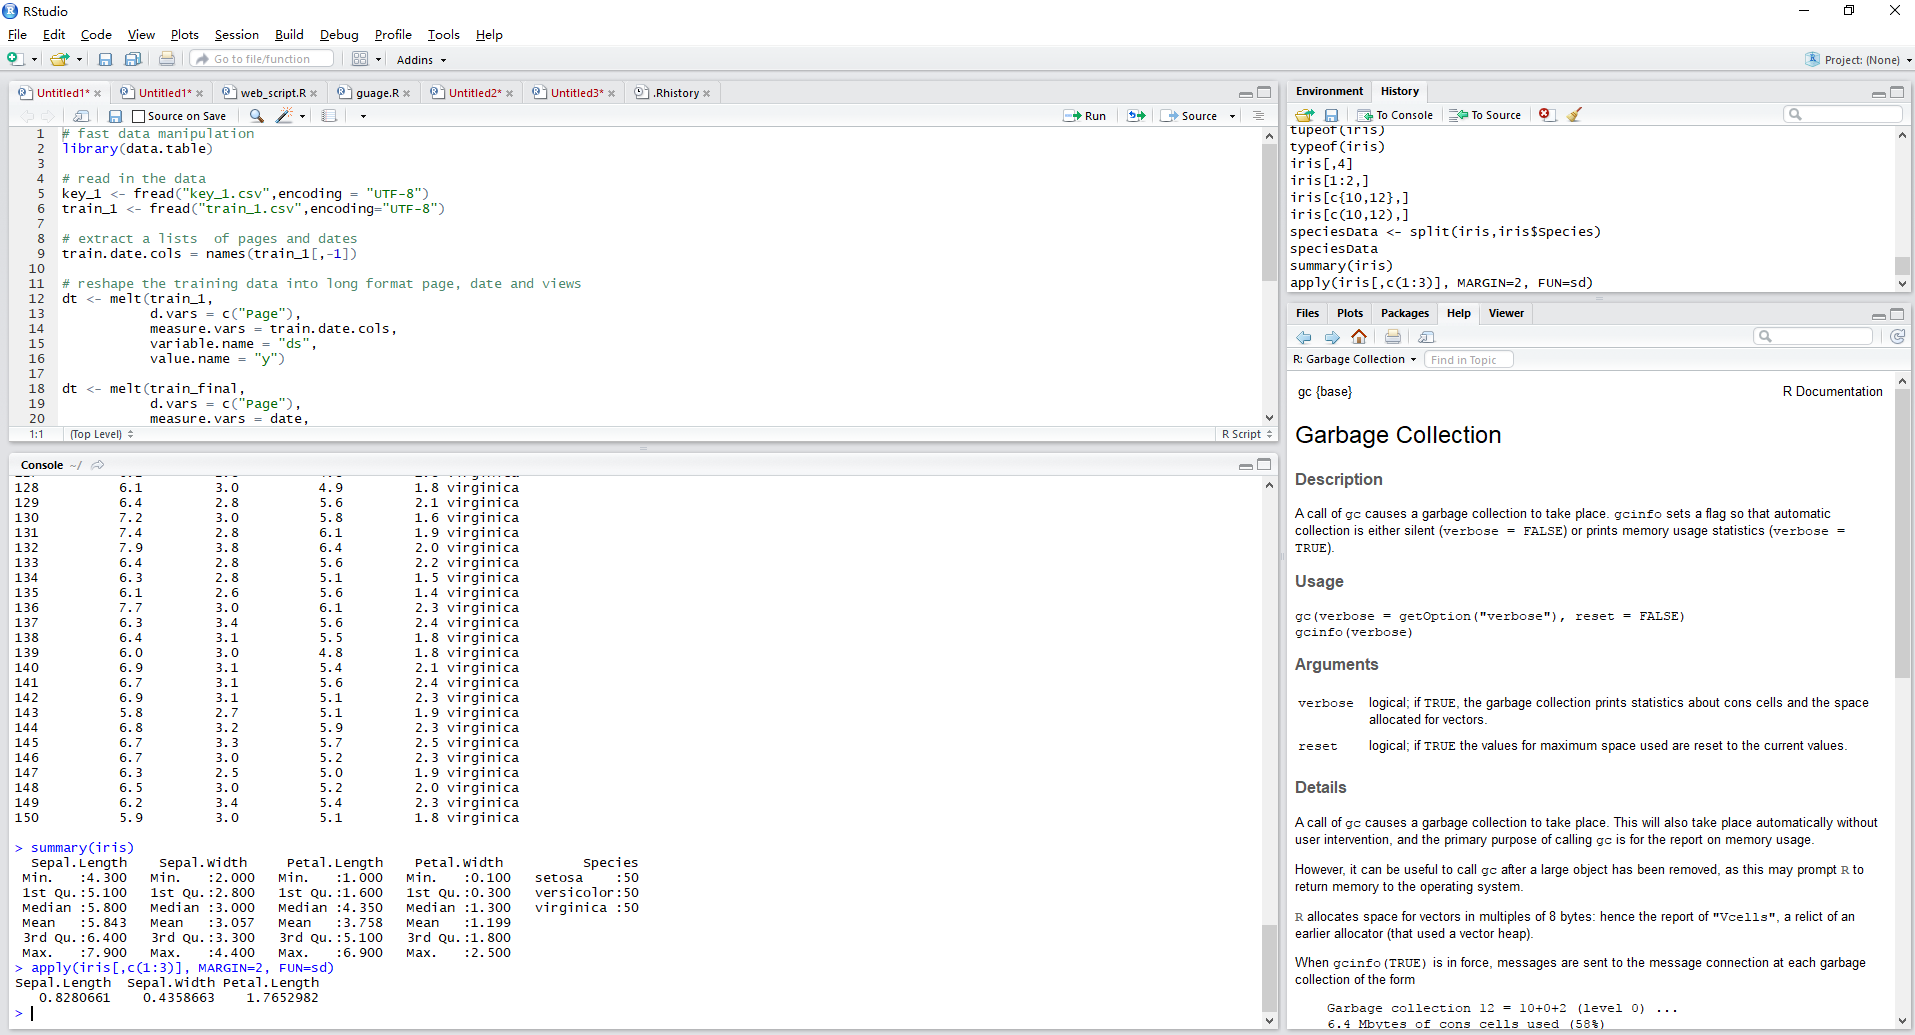 RStudio
File Edit Code View Plots Session Build Debug Profile Tools Help
Go to file/function Addins Project: (None)
Untitled1* Untitled1* web_script.R guage.R Untitled2* Untitled3* .Rhistory
Source on Save Run Source
1 # fast data manipulation
2 library(data.table)
3
4 # read in the data
5 key_1 <- fread("key_1.csv",encoding = "UTF-8")
6 train_1 <- fread("train_1.csv",encoding="UTF-8")
7
8 # extract a lists  of pages and dates
9 train.date.cols = names(train_1[,-1])
10
11 # reshape the training data into long format page, date and views
12 dt <- melt(train_1,
13 d.vars = c("Page"),
14 measure.vars = train.date.cols,
15 variable.name = "ds",
16 value.name = "y")
17
18 dt <- melt(train_final,
19 d.vars = c("Page"),
20 measure.vars = date,
1:1 (Top Level) R Script
Console ~/
128 6.1 3.0 4.9 1.8 virginica
129 6.4 2.8 5.6 2.1 virginica
130 7.2 3.0 5.8 1.6 virginica
131 7.4 2.8 6.1 1.9 virginica
132 7.9 3.8 6.4 2.0 virginica
133 6.4 2.8 5.6 2.2 virginica
134 6.3 2.8 5.1 1.5 virginica
135 6.1 2.6 5.6 1.4 virginica
136 7.7 3.0 6.1 2.3 virginica
137 6.3 3.4 5.6 2.4 virginica
138 6.4 3.1 5.5 1.8 virginica
139 6.0 3.0 4.8 1.8 virginica
140 6.9 3.1 5.4 2.1 virginica
141 6.7 3.1 5.6 2.4 virginica
142 6.9 3.1 5.1 2.3 virginica
143 5.8 2.7 5.1 1.9 virginica
144 6.8 3.2 5.9 2.3 virginica
145 6.7 3.3 5.7 2.5 virginica
146 6.7 3.0 5.2 2.3 virginica
147 6.3 2.5 5.0 1.9 virginica
148 6.5 3.0 5.2 2.0 virginica
149 6.2 3.4 5.4 2.3 virginica
150 5.9 3.0 5.1 1.8 virginica
> summary(iris)
Sepal.Length Sepal.Width Petal.Length Petal.Width Species
Min. :4.300 Min. :2.000 Min. :1.000 Min. :0.100 setosa :50
1st Qu.:5.100 1st Qu.:2.800 1st Qu.:1.600 1st Qu.:0.300 versicolor:50
Median :5.800 Median :3.000 Median :4.350 Median :1.300 virginica :50
Mean :5.843 Mean :3.057 Mean :3.758 Mean :1.199
3rd Qu.:6.400 3rd Qu.:3.300 3rd Qu.:5.100 3rd Qu.:1.800
Max. :7.900 Max. :4.400 Max. :6.900 Max. :2.500
> apply(iris[,c(1:3)], MARGIN=2, FUN=sd)
Sepal.Length Sepal.Width Petal.Length
0.8280661 0.4358663 1.7652982
>
Environment History
To Console To Source
tupeof(iris)
typeof(iris)
iris[,4]
iris[1:2,]
iris[c{10,12},]
iris[c(10,12),]
speciesData <- split(iris,iris$Species)
speciesData
summary(iris)
apply(iris[,c(1:3)], MARGIN=2, FUN=sd)
Files Plots Packages Help Viewer
R: Garbage Collection Find in Topic
gc {base} R Documentation
Garbage Collection
Description
A call of gc causes a garbage collection to take place. gcinfo sets a flag so that automatic
collection is either silent (verbose = FALSE) or prints memory usage statistics (verbose =
TRUE).
Usage
gc(verbose = getOption("verbose"), reset = FALSE)
gcinfo(verbose)
Arguments
verbose logical; if TRUE, the garbage collection prints statistics about cons cells and the space
allocated for vectors.
reset logical; if TRUE the values for maximum space used are reset to the current values.
Details
A call of gc causes a garbage collection to take place. This will also take place automatically without
user intervention, and the primary purpose of calling gc is for the report on memory usage.
However, it can be useful to call gc after a large object has been removed, as this may prompt R to
return memory to the operating system.
R allocates space for vectors in multiples of 8 bytes: hence the report of "Vcells", a relict of an
earlier allocator (that used a vector heap).
When gcinfo(TRUE) is in force, messages are sent to the message connection at each garbage
collection of the form
Garbage collection 12 = 10+0+2 (level 0) ...
6.4 Mbytes of cons cells used (58%)